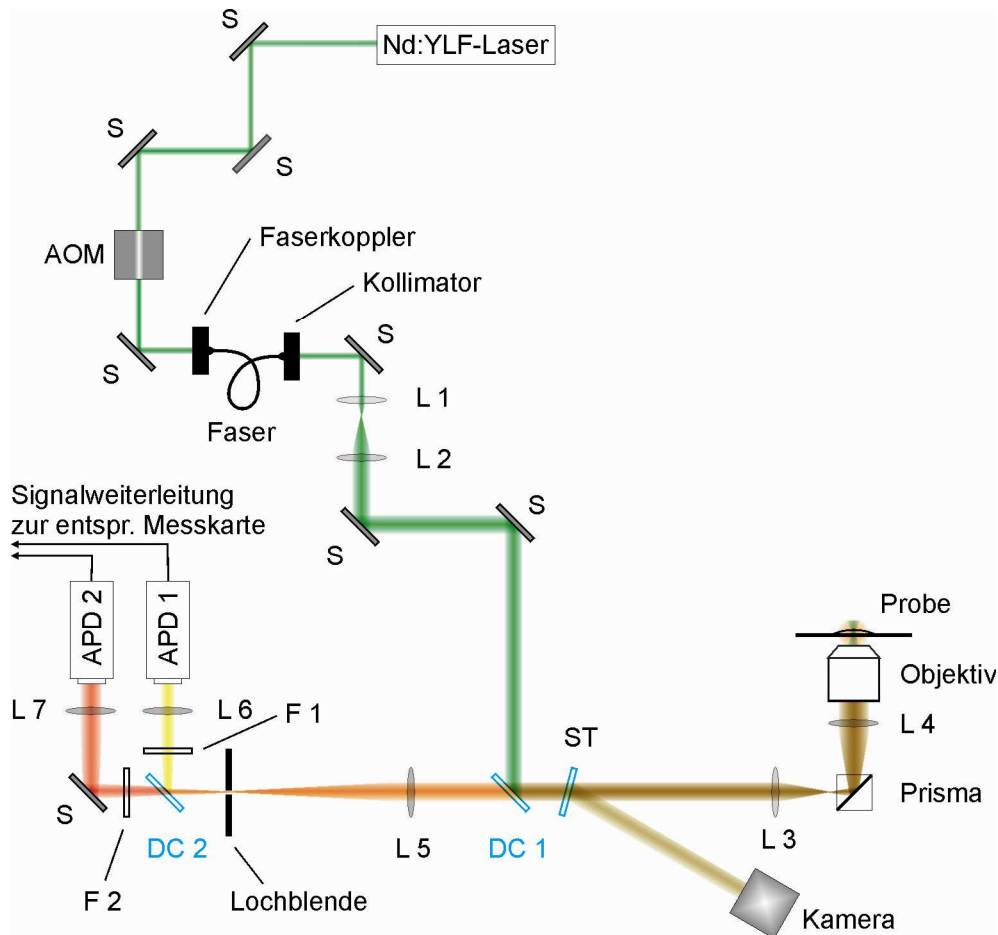 S
Nd:YLF-Laser
S
S
AOM
Faserkoppler
Kollimator
S
S
L 1
Faser
L 2
Signalweiterleitung
zur entspr. Messkarte
S
S
APD 2
APD 1
Probe
Objektiv
L 7
L 6
F 1
L 4
ST
Prisma
S
DC 2
L 5
DC 1
L 3
F 2
Lochblende
Kamera